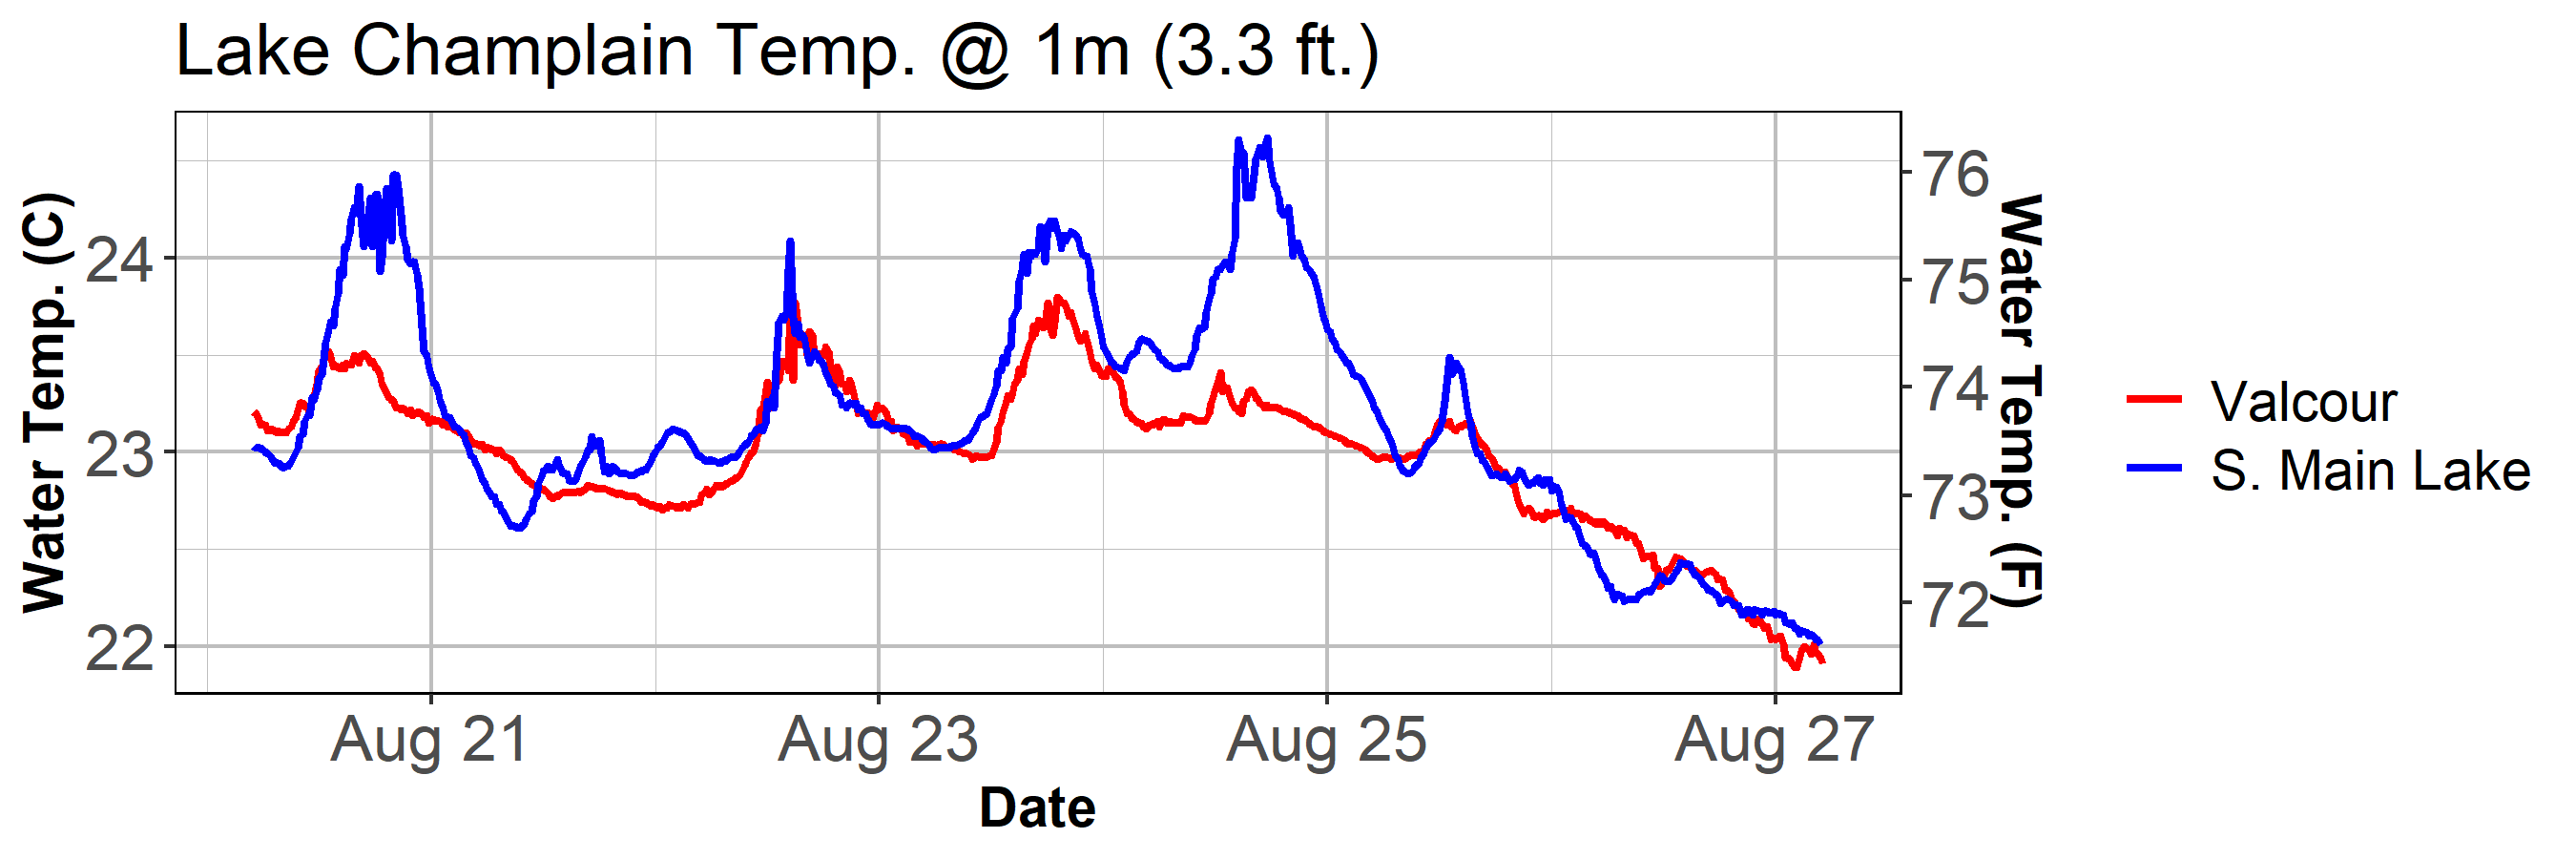 Lake Champlain Temp. @ 1m (3.3 ft.)
Water Temp. (C)
24
23
22
76
75
74
73
72
Water Temp. (F)
Aug 21
Aug 23
Aug 25
Aug 27
Date
Valcour
S. Main Lake